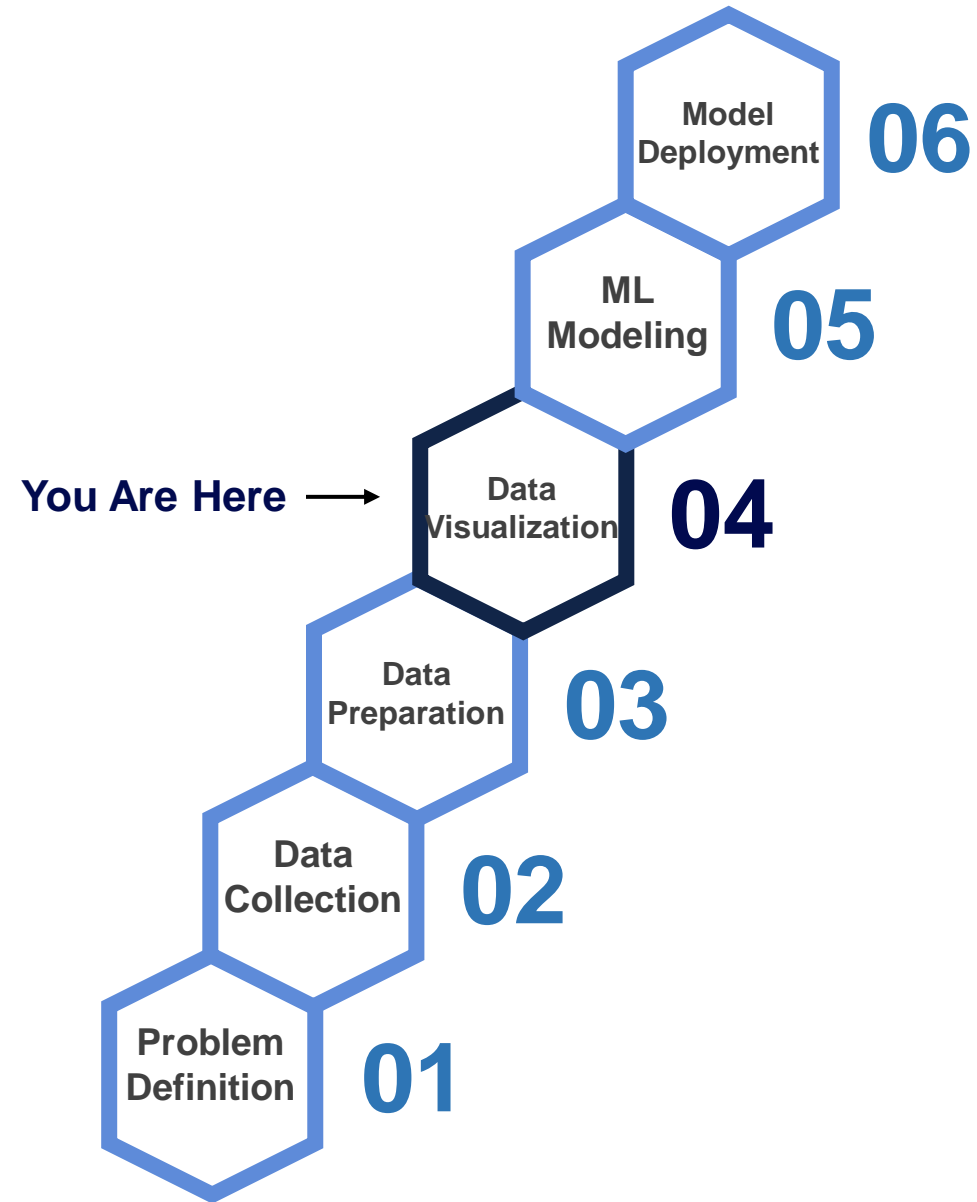 Model
Deployment
06
ML
Modeling
05
You Are Here
Data
Visualization
04
Data
Preparation
03
Data
Collection
02
Problem
Definition
01